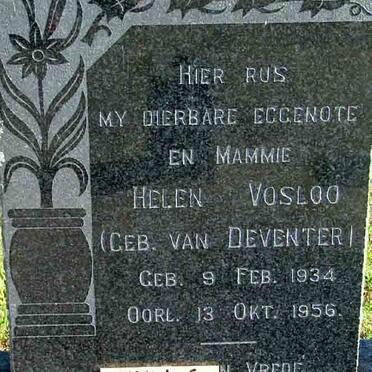 HIER RUS
MY DIERBARE EGGENOTE
EN MAMMIE
HELEN VOSLOO
(GEB. VAN DEVENTER)
GEB. 9 FEB. 1934
OORL. 13 OKT. 1956.
VREDE